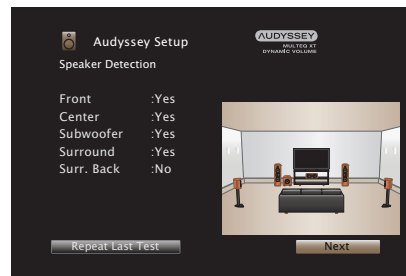 Audyssey Setup
AUDYSSEY
MULTEQ XT
DYNAMIC VOLUME
Speaker Detection
Front :Yes
Center :Yes
Subwoofer :Yes
Surround :Yes
Surr. Back :No
Repeat Last Test
Next